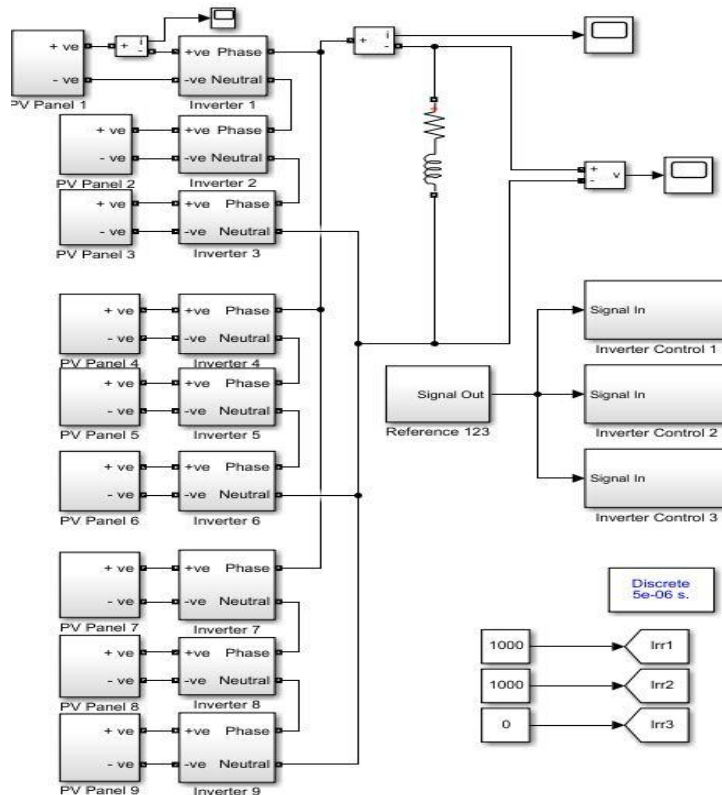 + ve
- ve
PV Panel 1
+
i
-
+ve Phase
-ve Neutral
Inverter 1
+
i
-
+ ve
- ve
PV Panel 2
+ve Phase
-ve Neutral
Inverter 2
+ ve
- ve
PV Panel 3
+ve Phase
-ve Neutral
Inverter 3
+
-
v
+ ve
- ve
PV Panel 4
+ve Phase
-ve Neutral
Inverter 4
+ ve
- ve
PV Panel 5
+ve Phase
-ve Neutral
Inverter 5
+ ve
- ve
PV Panel 6
+ve Phase
-ve Neutral
Inverter 6
Signal Out
Reference 123
Signal In
Inverter Control 1
Signal In
Inverter Control 2
Signal In
Inverter Control 3
+ ve
- ve
PV Panel 7
+ve Phase
-ve Neutral
Inverter 7
+ ve
- ve
PV Panel 8
+ve Phase
-ve Neutral
Inverter 8
+ ve
- ve
PV Panel 9
+ve Phase
-ve Neutral
Inverter 9
Discrete
5e-06 s.
1000
Irr1
1000
Irr2
0
Irr3